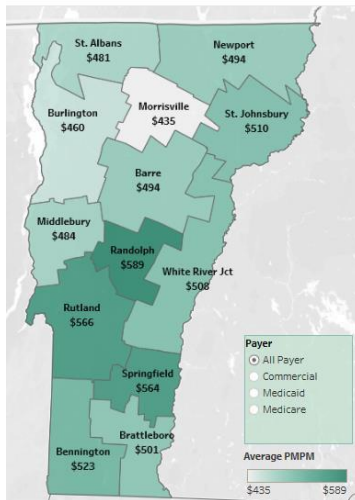 St. Albans
$481
Newport
$494
Burlington
$460
Morrisville
$435
St. Johnsbury
$510
Barre
$494
Middlebury
$484
Randolph
$589
White River Jct
$508
Rutland
$566
Springfield
$564
Brattleboro
$501
Bennington
$523
Payer
All Payer
Commercial
Medicaid
Medicare
Average PMPM
$435 $589